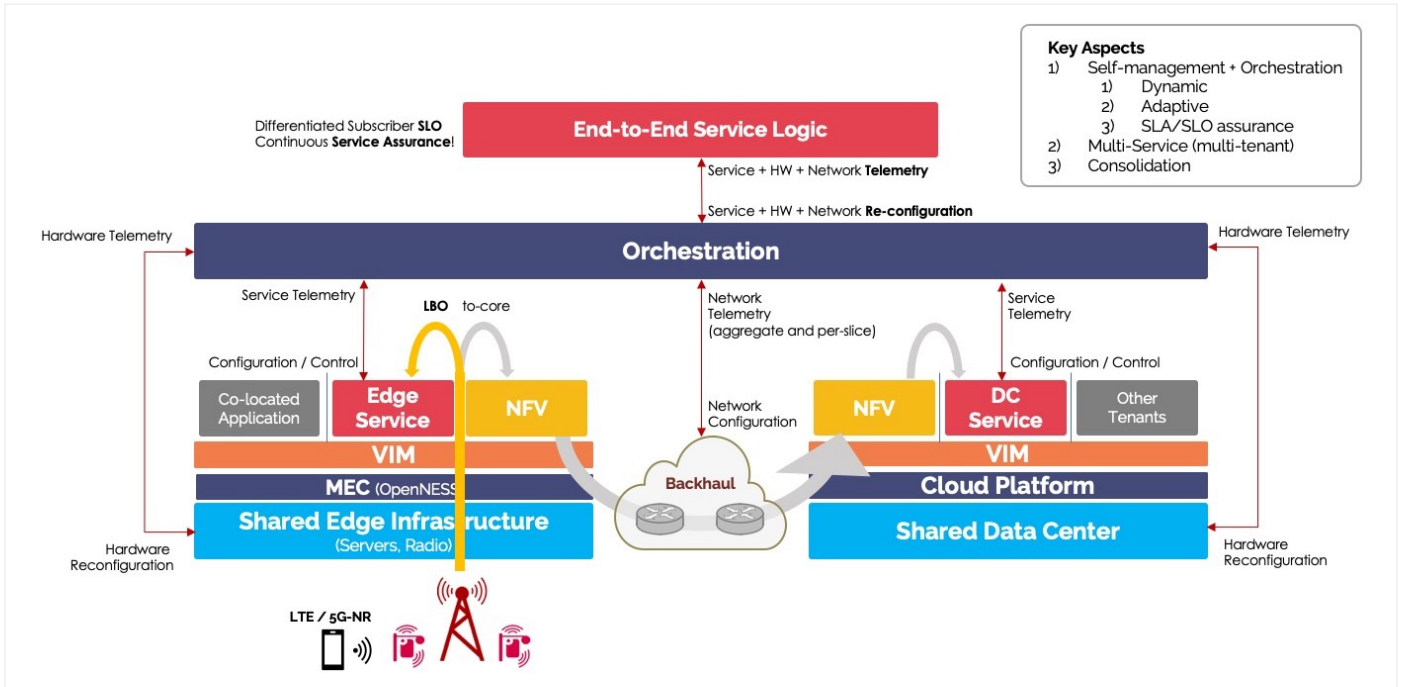 Key Aspects
1) Self-management + Orchestration
1) Dynamic
2) Adaptive
3) SLA/SLO assurance
2) Multi-Service (multi-tenant)
3) Consolidation
Differentiated Subscriber SLO
Continuous Service Assurance!
End-to-End Service Logic
Service + HW + Network Telemetry
Service + HW + Network Re-configuration
Hardware Telemetry
Orchestration
Hardware Telemetry
Service Telemetry
LBO
to-core
Network
Telemetry
(aggregate and per-slice)
Service
Telemetry
Configuration / Control
Configuration / Control
Co-located
Application
Edge
Service
NFV
Network
Configuration
NFV
DC
Service
Other
Tenants
VIM
VIM
MEC (OpenNESS
Backhaul
Cloud Platform
Shared Edge Infrastructure
(Servers, Radio)
Shared Data Center
Hardware
Reconfiguration
Hardware
Reconfiguration
LTE / 5G-NR